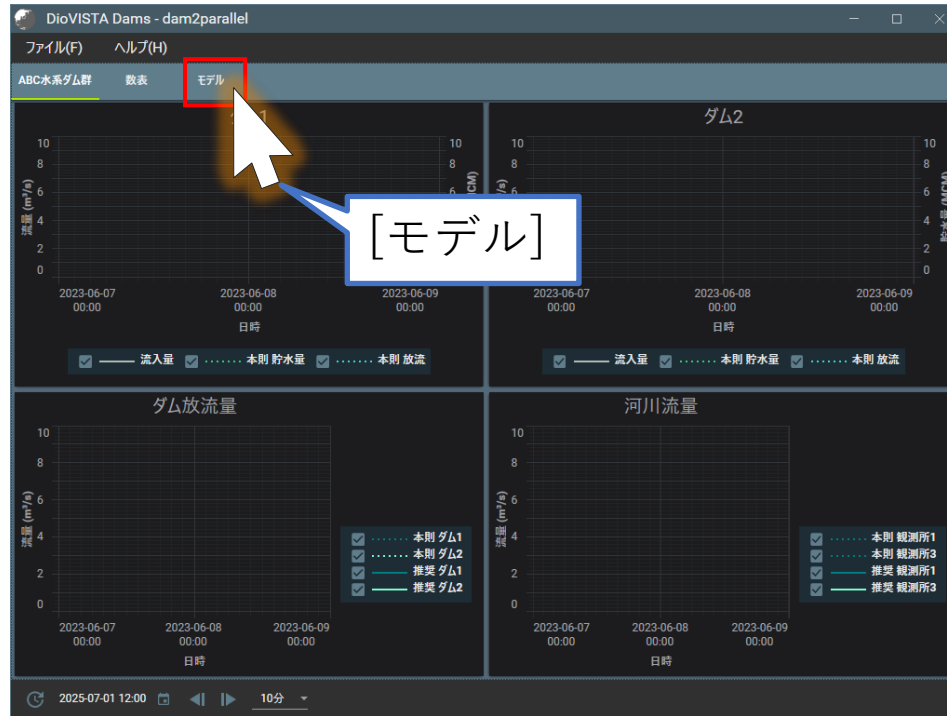 DioVISTA Dams - dam2parallel
ファイル(F) ヘルプ(H)
ABC水系ダム群 数表 モデル
[モデル]
ダム2
流量 (m³/s)
10
8
6
4
2
0
10
8
6
2023-06-07
00:00
2023-06-08
00:00
2023-06-09
00:00
日時
流入量 本則 貯水量 本則 放流
10
8
6
10
8
6
4
2
0
貯水量 (MCM)
2023-06-07
00:00
2023-06-08
00:00
2023-06-09
00:00
日時
流入量 本則 貯水量 本則 放流
ダム放流量
流量 (m³/s)
10
8
6
4
2
0
2023-06-07
00:00
2023-06-08
00:00
2023-06-09
00:00
日時
本則 ダム1
本則 ダム2
推奨 ダム1
推奨 ダム2
河川流量
流量 (m³/s)
10
8
6
4
2
0
2023-06-07
00:00
2023-06-08
00:00
2023-06-09
00:00
日時
本則 観測所1
本則 観測所3
推奨 観測所1
推奨 観測所3
2025-07-01 12:00 10分